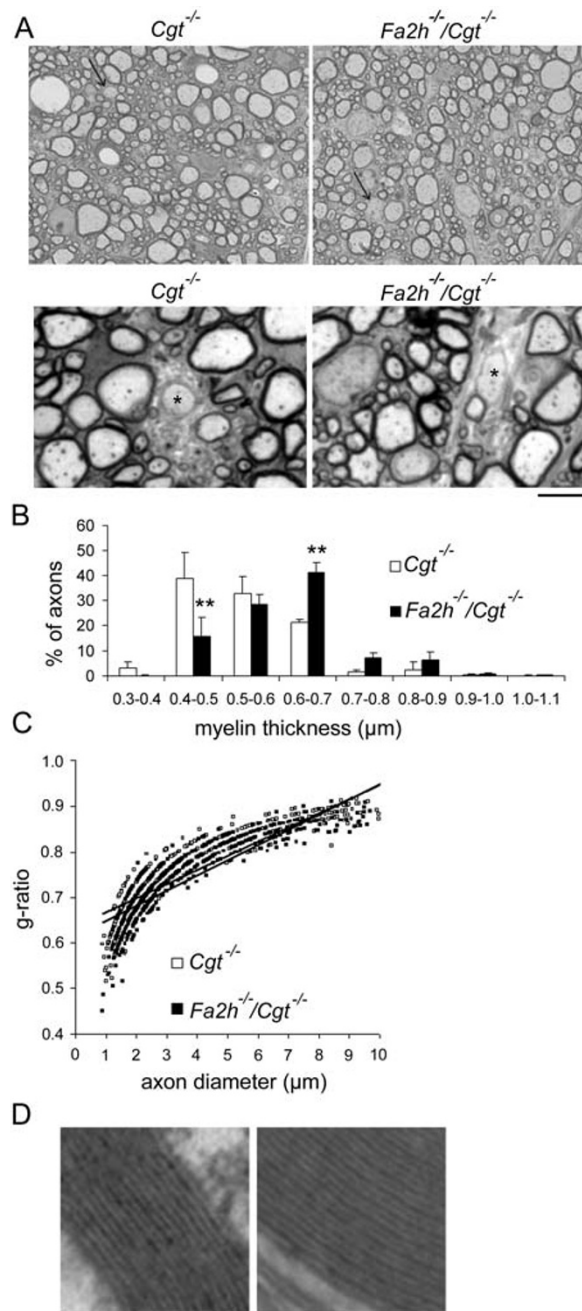 A
Cgt-/-
Fa2h-/-/Cgt-/-
Cgt-/-
Fa2h-/-/Cgt-/-
*
*
B
% of axons
60
50
40
30
20
10
0
**
**
Cgt-/-
Fa2h-/-/Cgt-/-
0.3-0.4 0.4-0.5 0.5-0.6 0.6-0.7 0.7-0.8 0.8-0.9 0.9-1.0 1.0-1.1
myelin thickness (µm)
C
g-ratio
1.0
0.9
0.8
0.7
0.6
0.5
0.4
Cgt-/-
Fa2h-/-/Cgt-/-
0 1 2 3 4 5 6 7 8 9 10
axon diameter (µm)
D